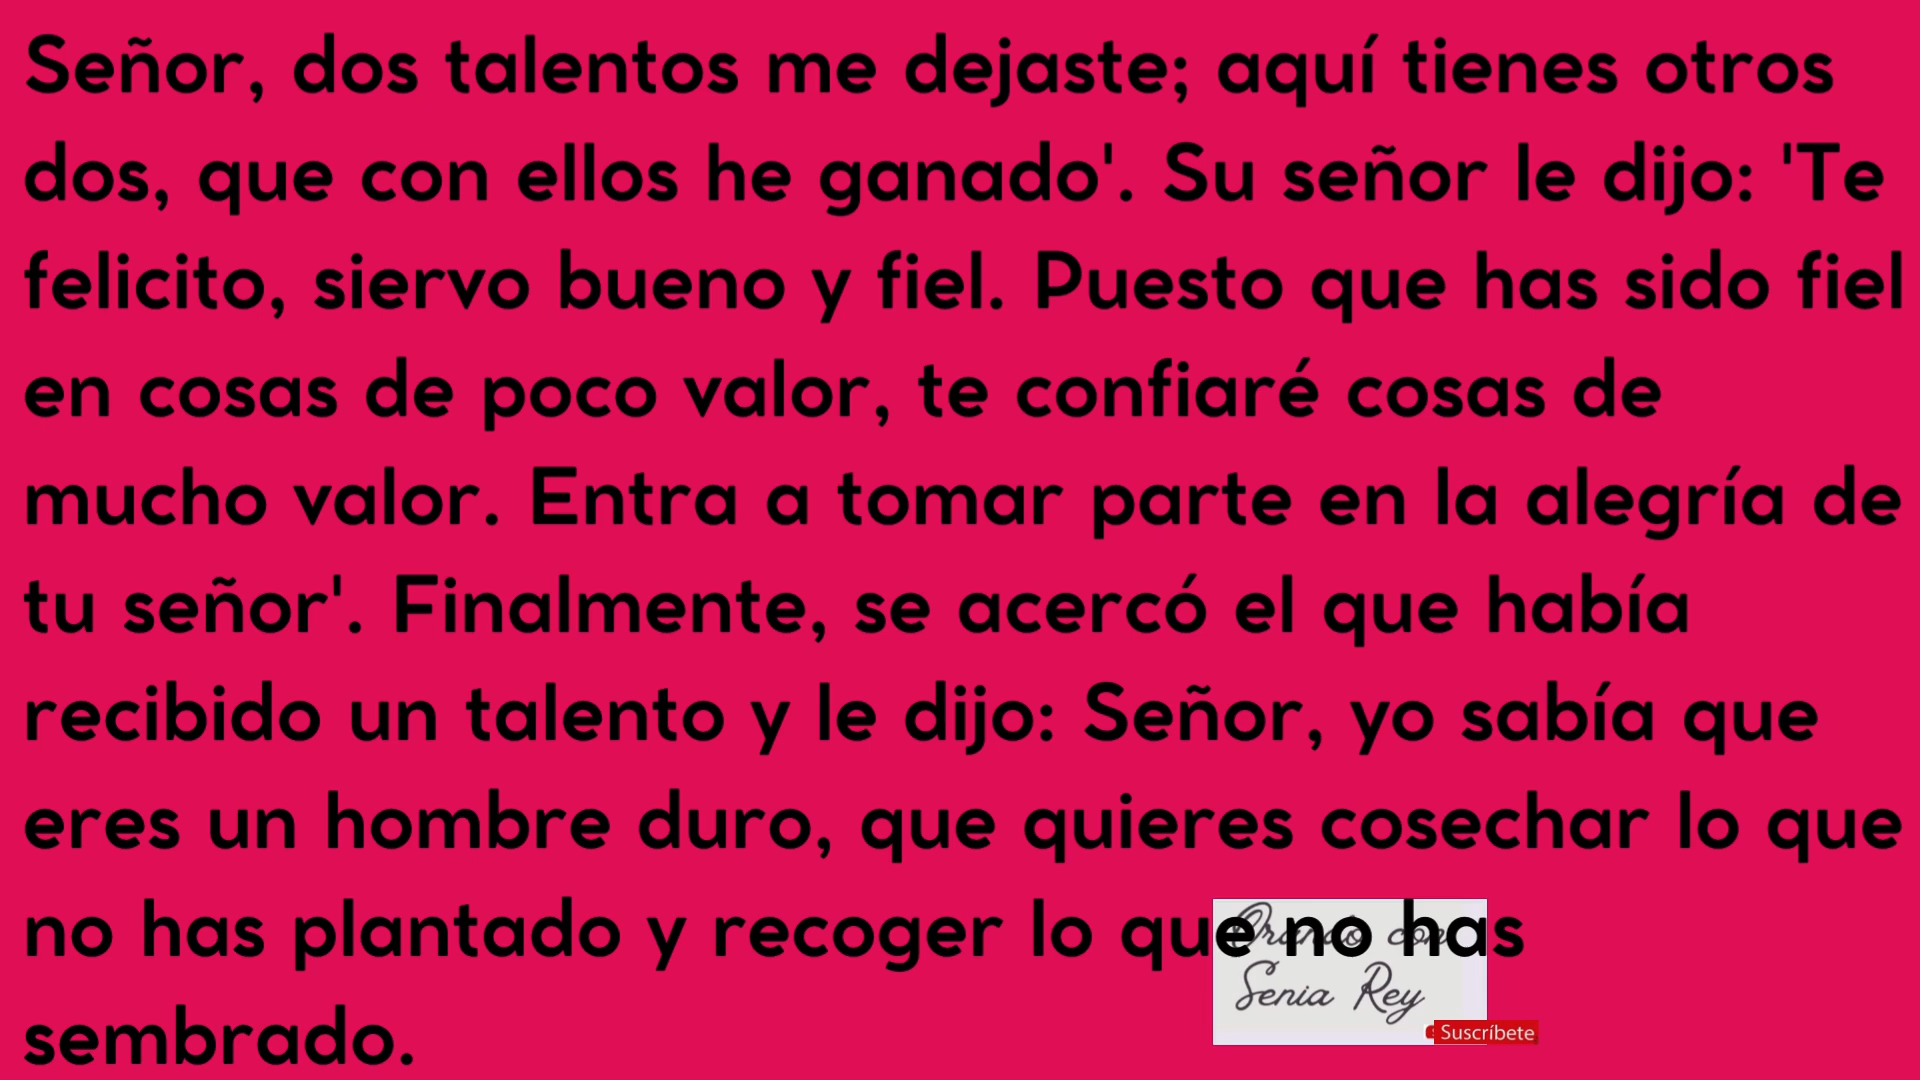 Señor, dos talentos me dejaste; aquí tienes otros
dos, que con ellos he ganado'. Su señor le dijo: 'Te
felicito, siervo bueno y fiel. Puesto que has sido fiel
en cosas de poco valor, te confiaré cosas de
mucho valor. Entra a tomar parte en la alegría de
tu señor'. Finalmente, se acercó el que había
recibido un talento y le dijo: Señor, yo sabía que
eres un hombre duro, que quieres cosechar lo que
no has plantado y recoger lo que no has
sembrado.
Orando con
Senia Rey
Suscríbete